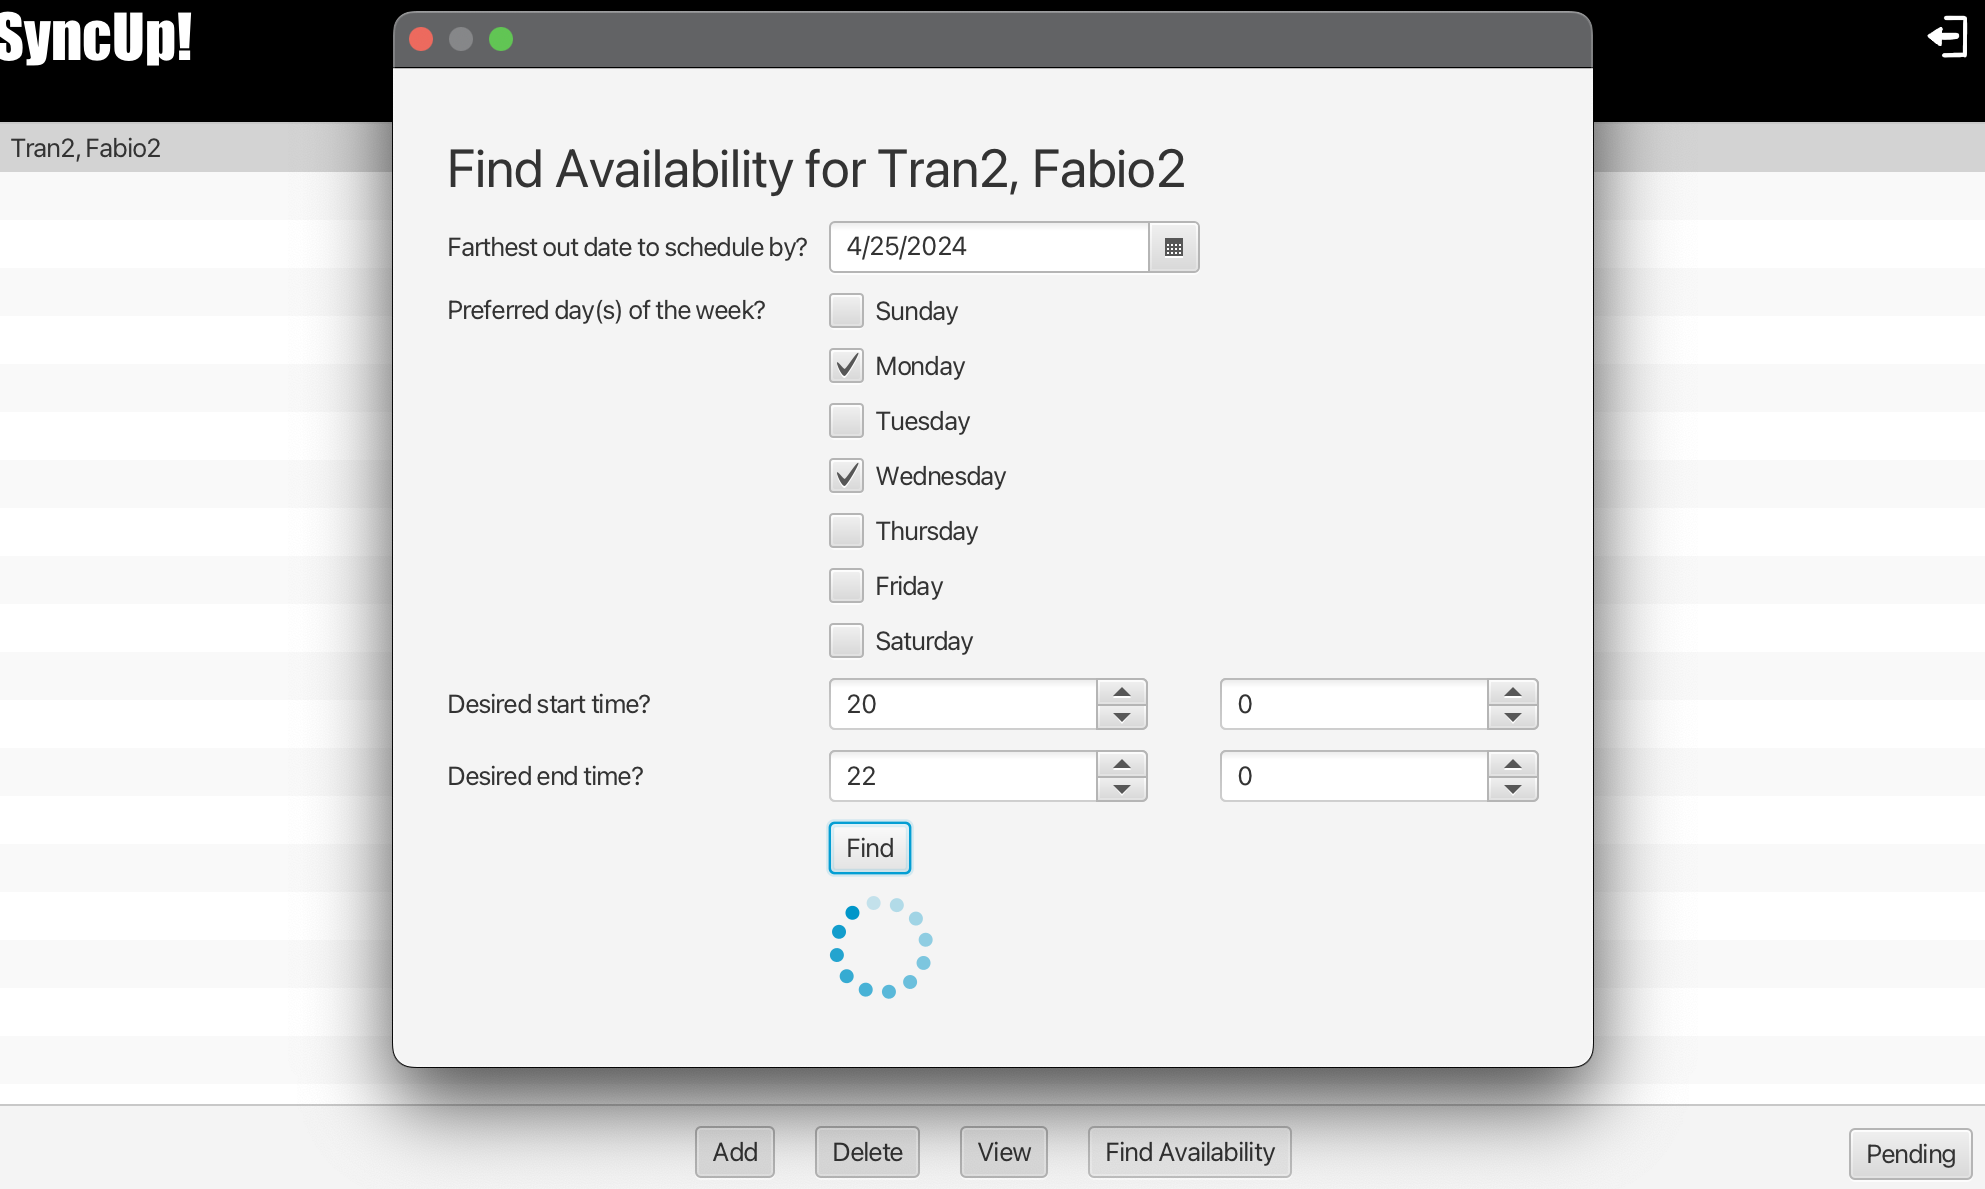 SyncUp!
Tran2, Fabio2
Find Availability for Tran2, Fabio2
Farthest out date to schedule by? 4/25/2024
Preferred day(s) of the week? Sunday
Monday
Tuesday
Wednesday
Thursday
Friday
Saturday
Desired start time? 20 0
Desired end time? 22 0
Find
Add Delete View Find Availability Pending